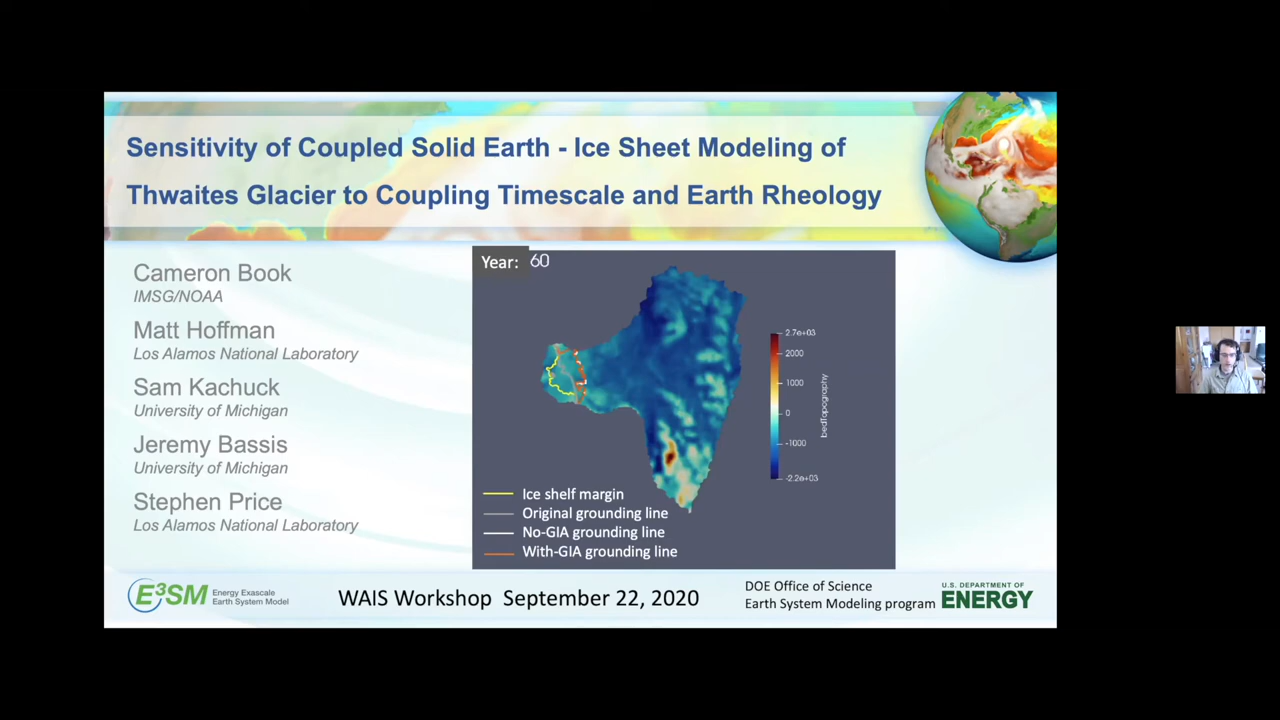 Sensitivity of Coupled Solid Earth - Ice Sheet Modeling of
Thwaites Glacier to Coupling Timescale and Earth Rheology
Cameron Book
IMSG/NOAA
Matt Hoffman
Los Alamos National Laboratory
Sam Kachuck
University of Michigan
Jeremy Bassis
University of Michigan
Stephen Price
Los Alamos National Laboratory
Year: 60
2.7e+03
2000
1000
0
-1000
-2.2e+03
bedTopography
Ice shelf margin
Original grounding line
No-GIA grounding line
With-GIA grounding line
E³SM
Energy Exascale
Earth System Model
WAIS Workshop September 22, 2020
DOE Office of Science
Earth System Modeling program
U.S. DEPARTMENT OF
ENERGY